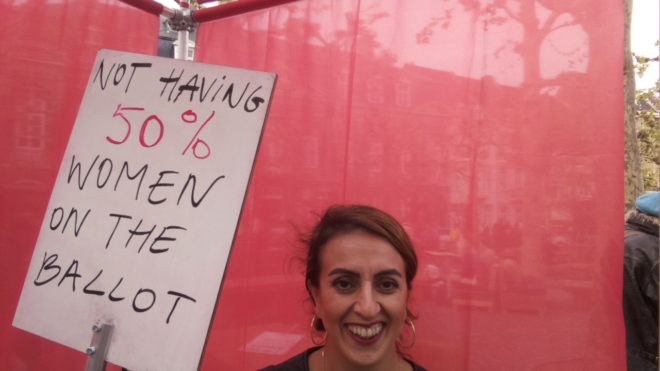 NOT HAVING
50%
WOMEN
ON THE
BALLOT